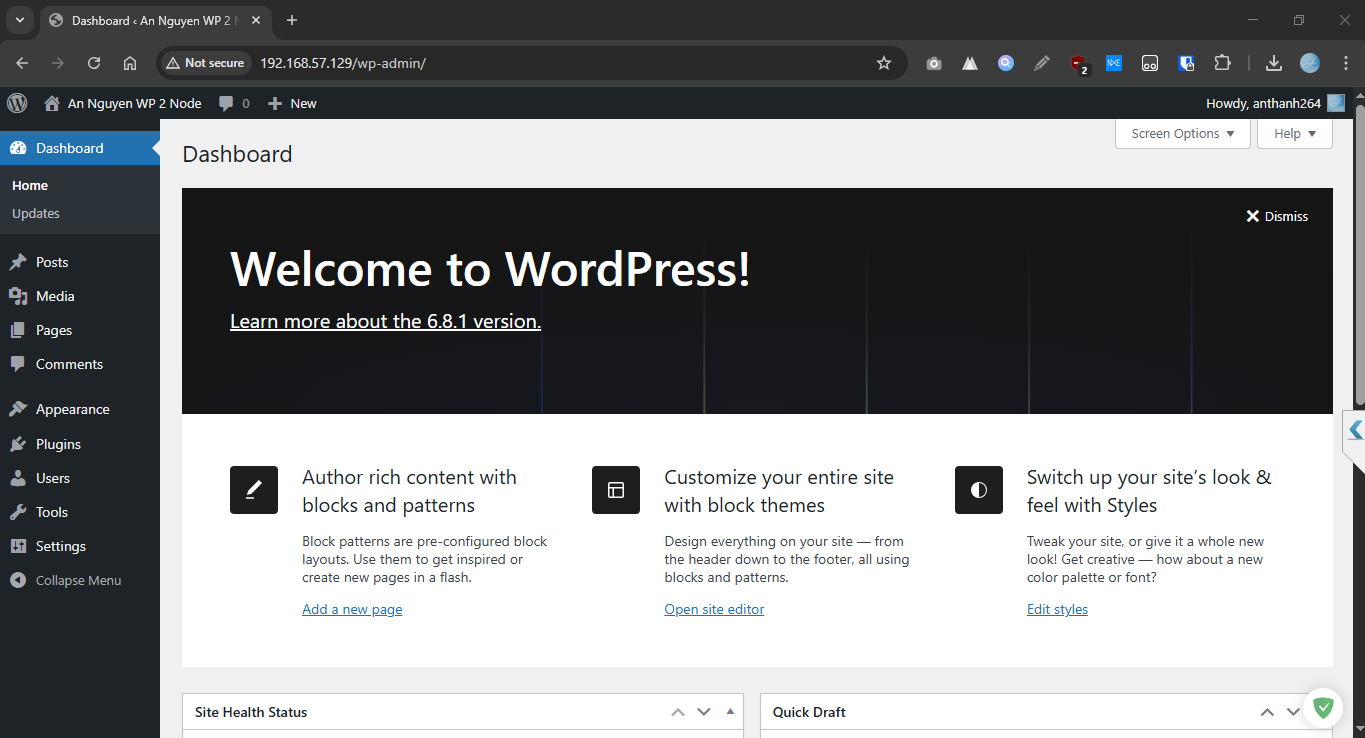 Dashboard ‹ An Nguyen WP 2 N
Not secure
192.168.57.129/wp-admin/
2
NXE
An Nguyen WP 2 Node
0
New
Howdy, anthanh264
Dashboard
Home
Updates
Posts
Media
Pages
Comments
Appearance
Plugins
Users
Tools
Settings
Collapse Menu
Screen Options
Help
Dashboard
Dismiss
Welcome to WordPress!
Learn more about the 6.8.1 version.
Author rich content with
blocks and patterns
Block patterns are pre-configured block
layouts. Use them to get inspired or
create new pages in a flash.
Add a new page
Customize your entire site
with block themes
Design everything on your site — from
the header down to the footer, all using
blocks and patterns.
Open site editor
Switch up your site’s look &
feel with Styles
Tweak your site, or give it a whole new
look! Get creative — how about a new
color palette or font?
Edit styles
Site Health Status
Quick Draft